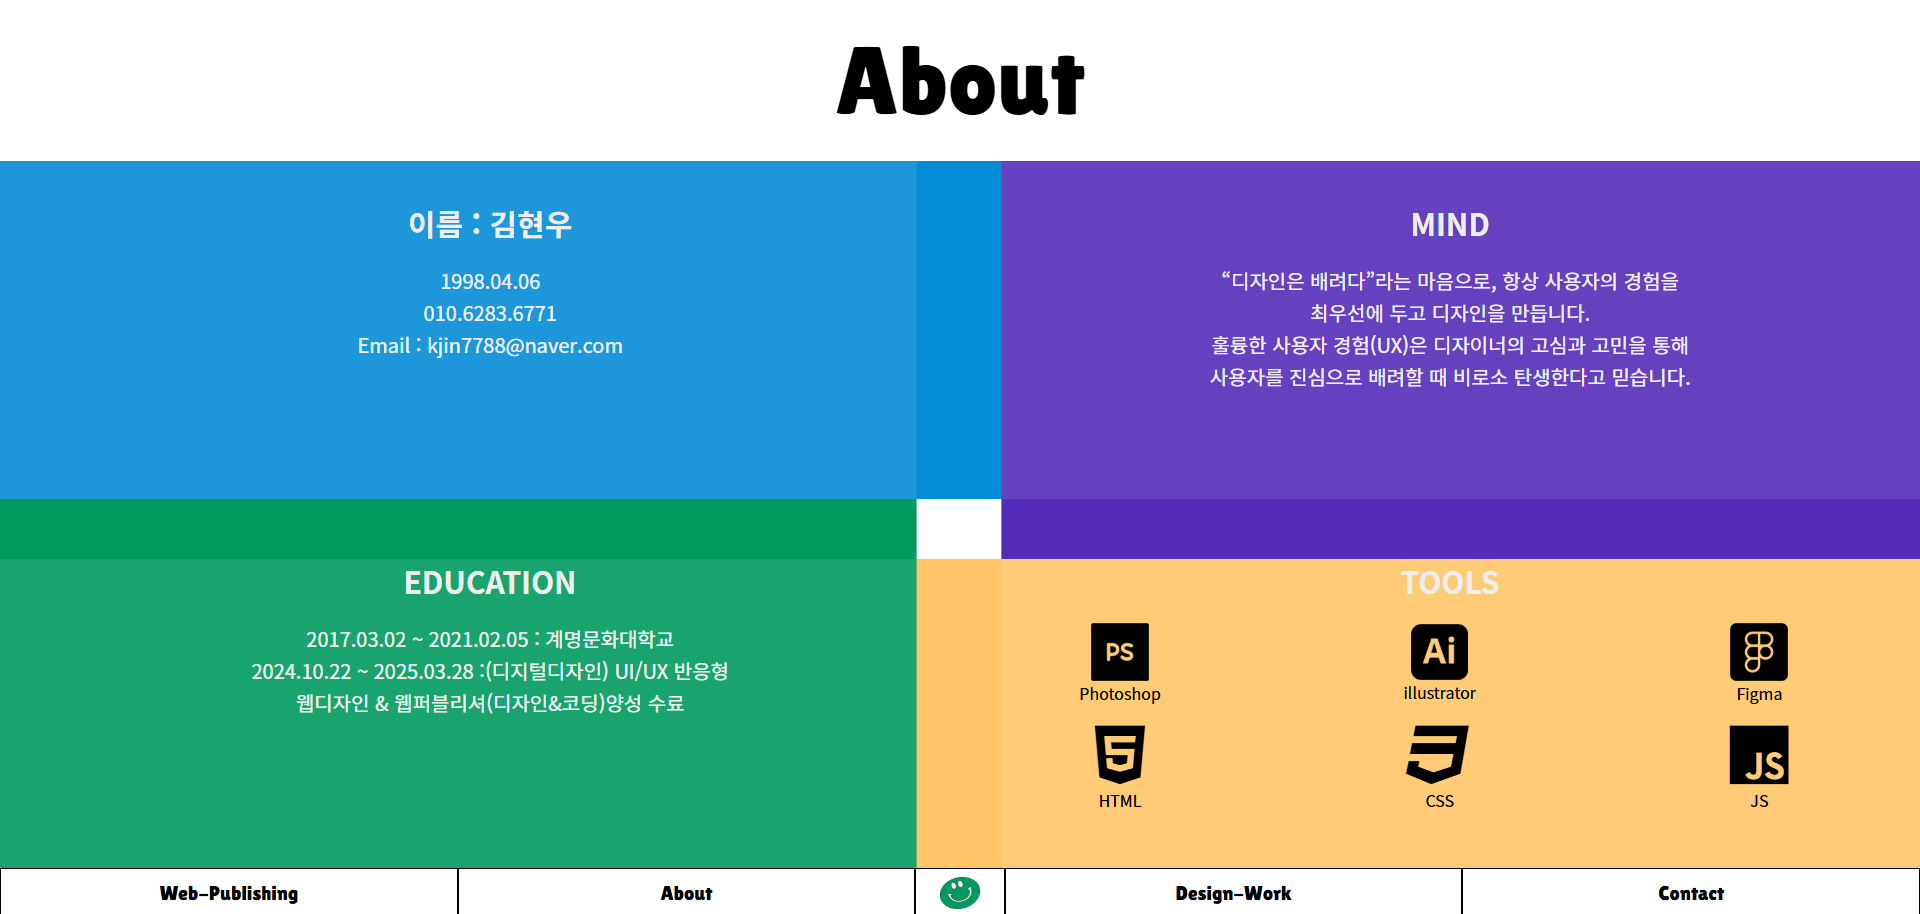 About
이름 : 김현우
1998.04.06
010.6283.6771
Email : kjin7788@naver.com
MIND
“디자인은 배려다”라는 마음으로, 항상 사용자의 경험을
최우선에 두고 디자인을 만듭니다.
훌륭한 사용자 경험(UX)은 디자이너의 고심과 고민을 통해
사용자를 진심으로 배려할 때 비로소 탄생한다고 믿습니다.
EDUCATION
2017.03.02 ~ 2021.02.05 : 계명문화대학교
2024.10.22 ~ 2025.03.28 :(디지털디자인) UI/UX 반응형
웹디자인 & 웹퍼블리셔(디자인&코딩)양성 수료
TOOLS
PS
Photoshop
Ai
illustrator
Figma
5
HTML
3
CSS
JS
JS
Web-Publishing
About
Design-Work
Contact